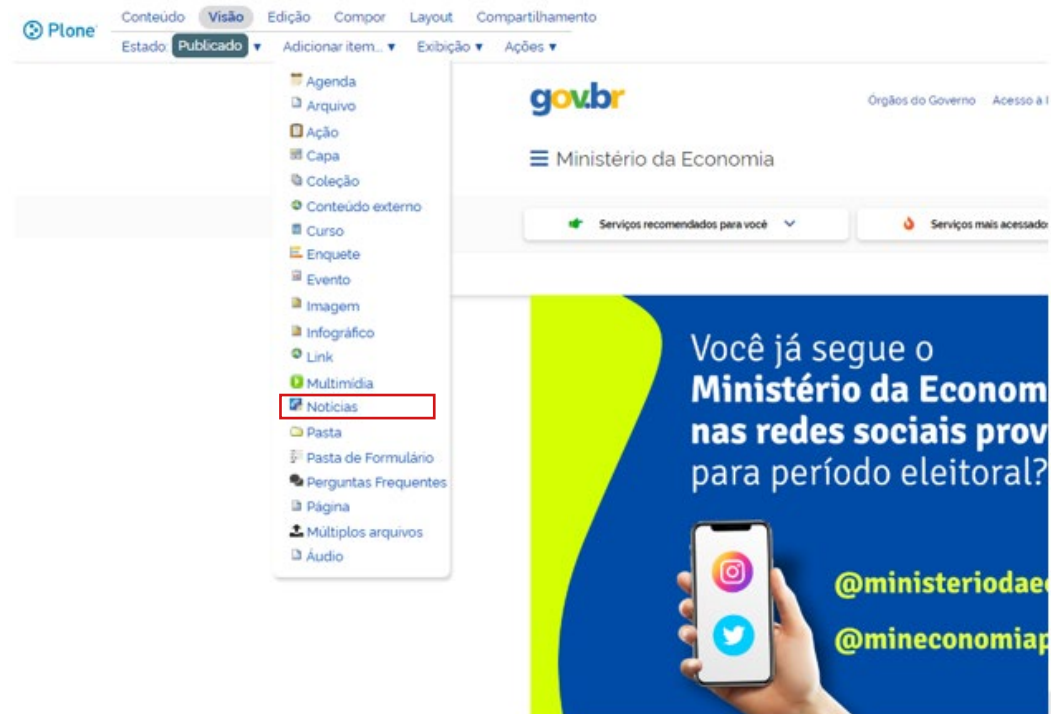 Plone
Conteúdo Visão Edição Compor Layout Compartilhamento
Estado: Publicado Adicionar item... Exibição Ações
Agenda
Arquivo
Ação
Capa
Coleção
Conteúdo externo
Curso
Enquete
Evento
Imagem
Infográfico
Link
Multimídia
Notícias
Pasta
Pasta de Formulário
Perguntas Frequentes
Página
Múltiplos arquivos
Áudio
gov.br
Órgãos do Governo Acesso à I
Ministério da Economia
Serviços recomendados para você
Serviços mais acessados
Você já segue o
Ministério da Econom
nas redes sociais prov
para período eleitoral?
@ministeriodaec
@mineconomiap